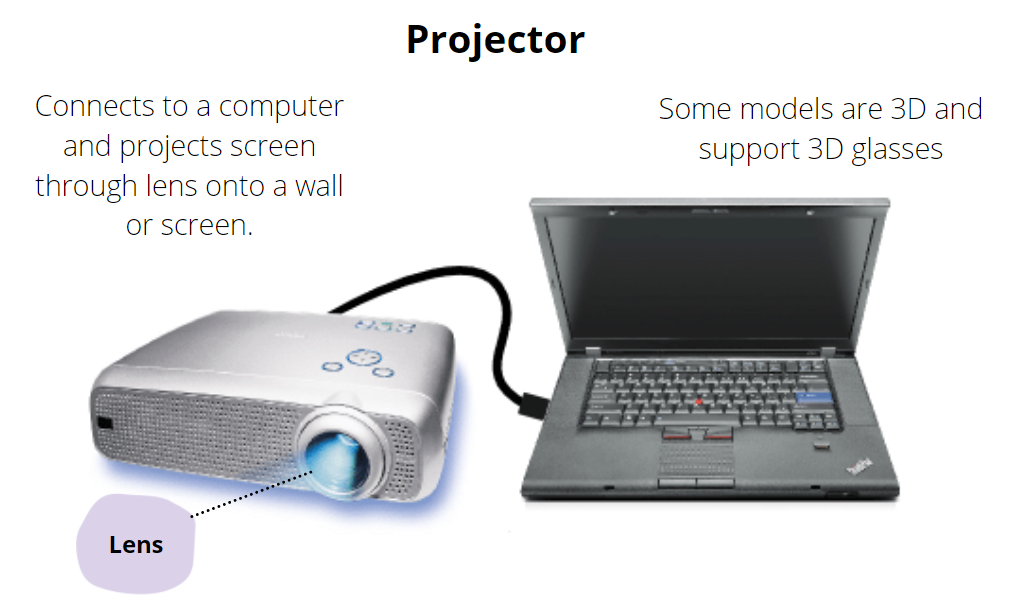 Projector
Connects to a computer
and projects screen
through lens onto a wall
or screen.
Some models are 3D and
support 3D glasses
Lens
ThinkPad